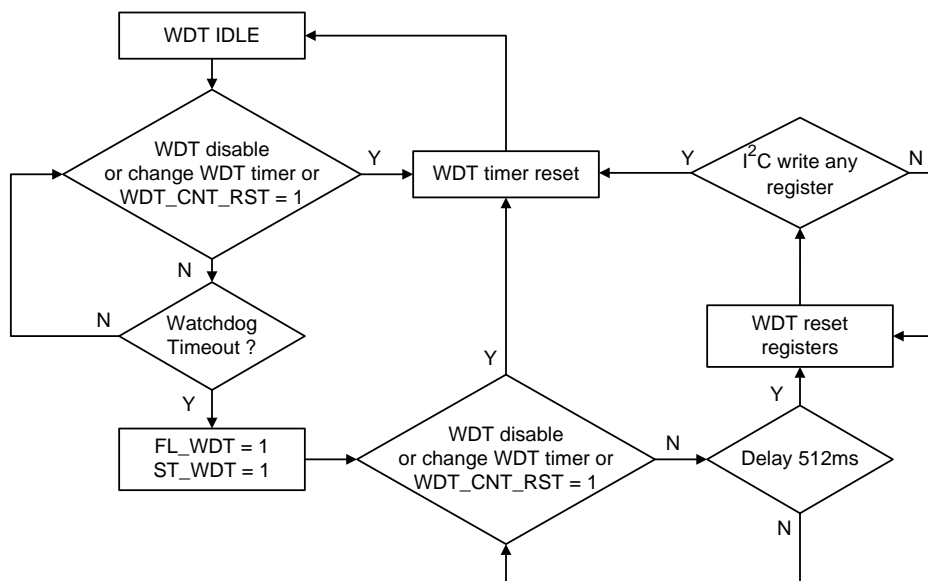 WDT IDLE
WDT disable
or change WDT timer or
WDT_CNT_RST = 1
Y
N
WDT timer reset
Y
I²C write any
register
N
Watchdog
Timeout ?
N
Y
WDT reset
registers
FL_WDT = 1
ST_WDT = 1
Y
WDT disable
or change WDT timer or
WDT_CNT_RST = 1
N
Y
Delay 512ms
N